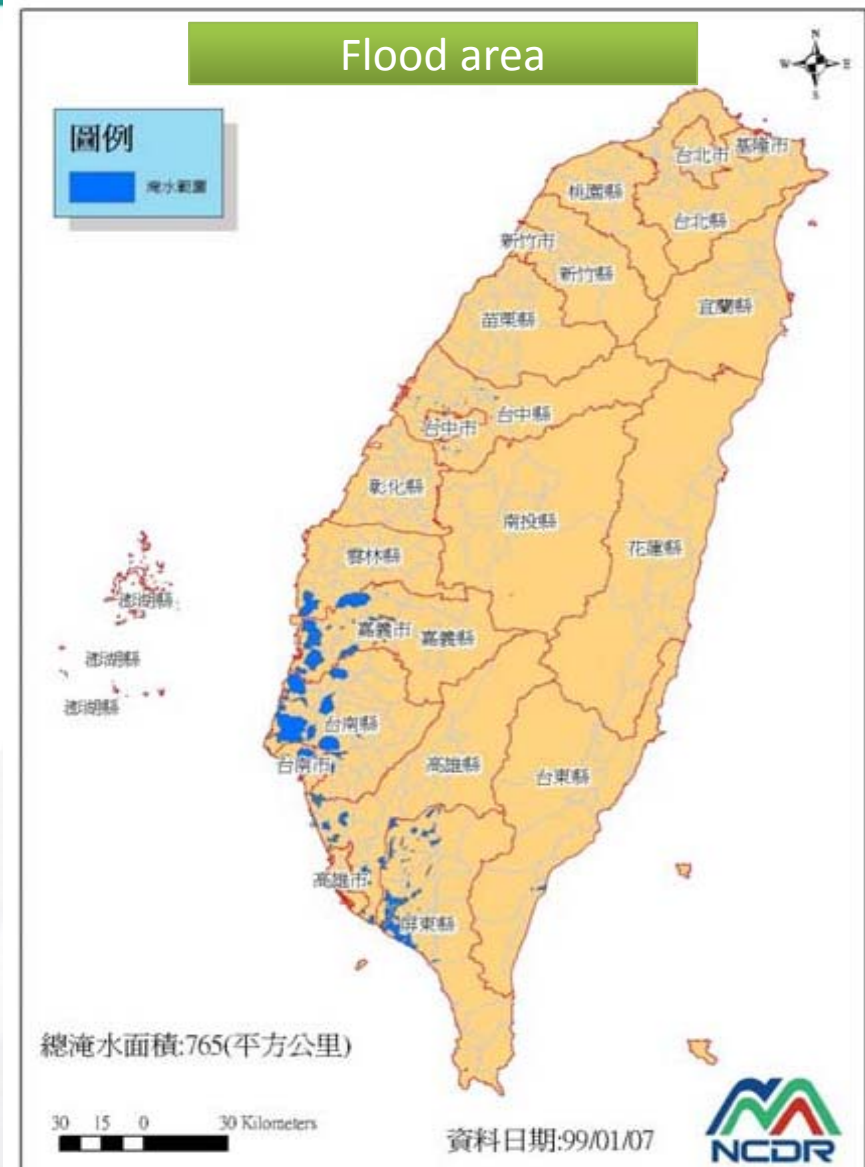 Flood area
N
W E
S
圖例
淹水範圍
台北市
基隆市
桃園縣
台北縣
新竹市
新竹縣
宜蘭縣
苗栗縣
台中縣
台中市
彰化縣
南投縣
花蓮縣
雲林縣
澎湖縣
嘉義市
嘉義縣
澎湖縣
澎湖縣
台南縣
台南市
高雄縣
台東縣
高雄市
屏東縣
總淹水面積:765(平方公里)
30 15 0 30 Kilometers
資料日期:99/01/07
NCDR